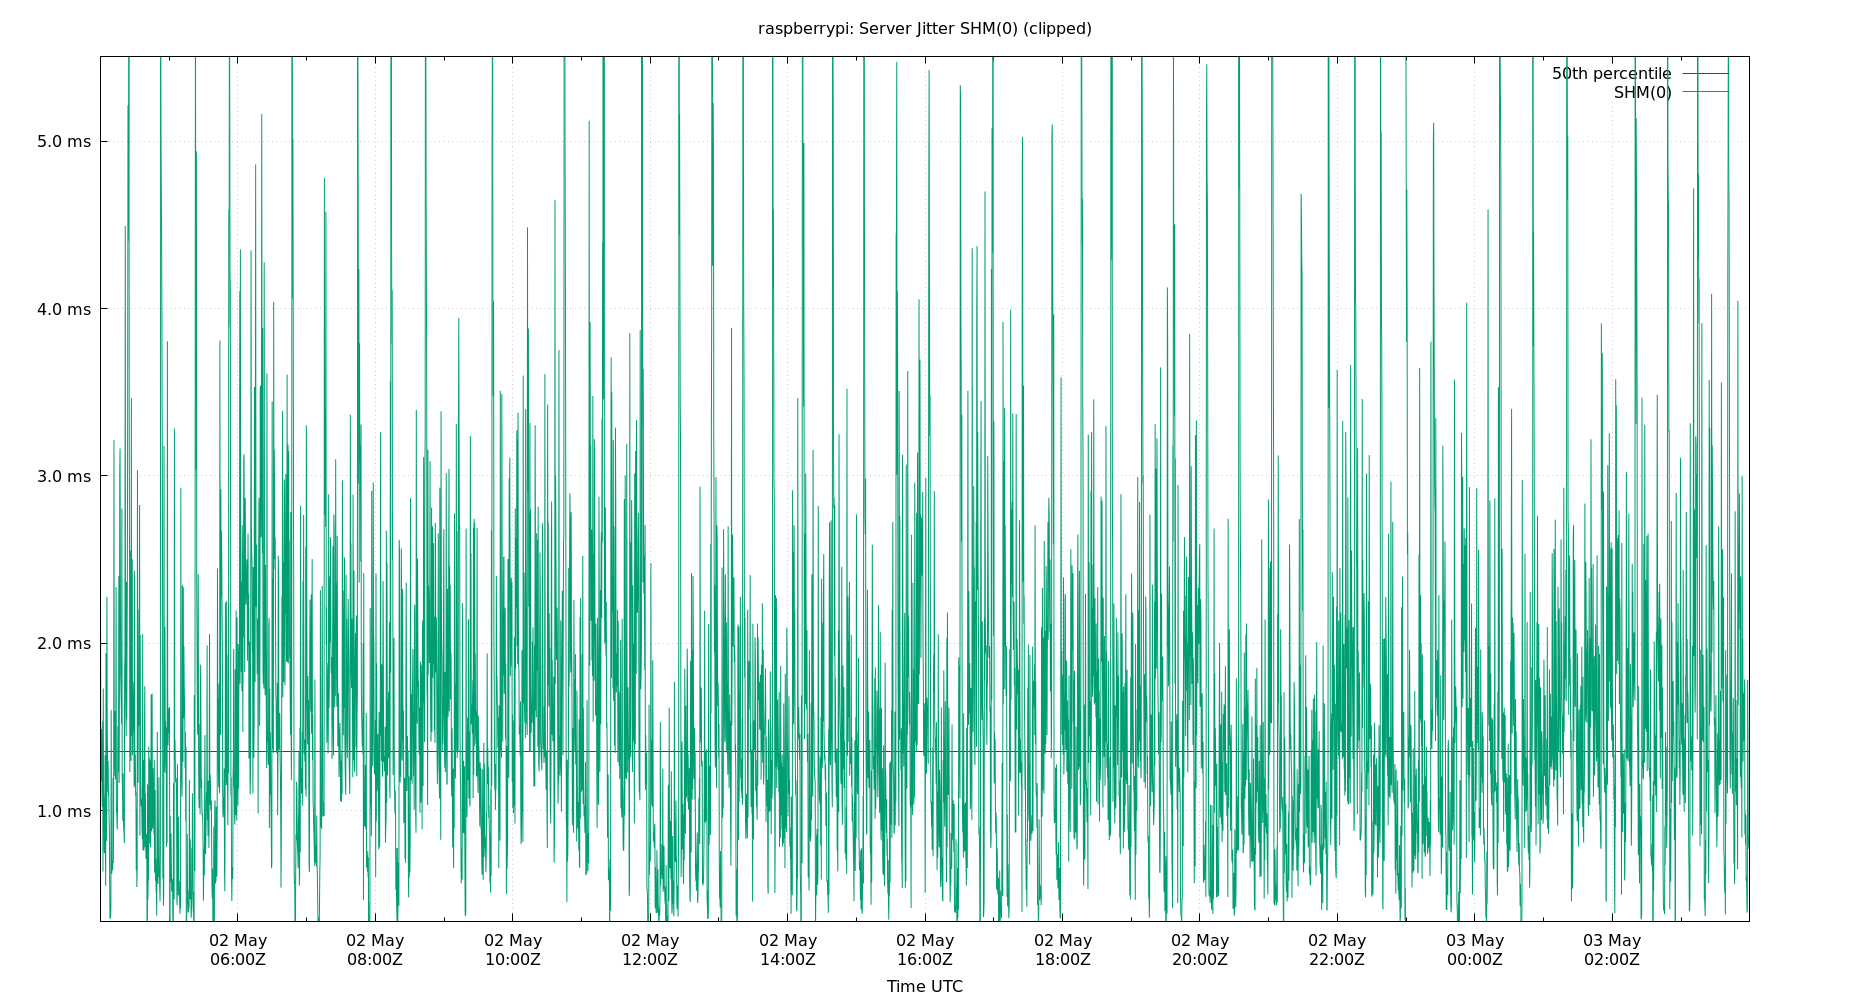 raspberrypi: Server Jitter SHM(0) (clipped)
50th percentile
SHM(0)
5.0 ms
4.0 ms
3.0 ms
2.0 ms
1.0 ms
02 May 02 May 02 May 02 May 02 May 02 May 02 May 02 May 02 May 03 May 03 May
06:00Z 08:00Z 10:00Z 12:00Z 14:00Z 16:00Z 18:00Z 20:00Z 22:00Z 00:00Z 02:00Z
Time UTC